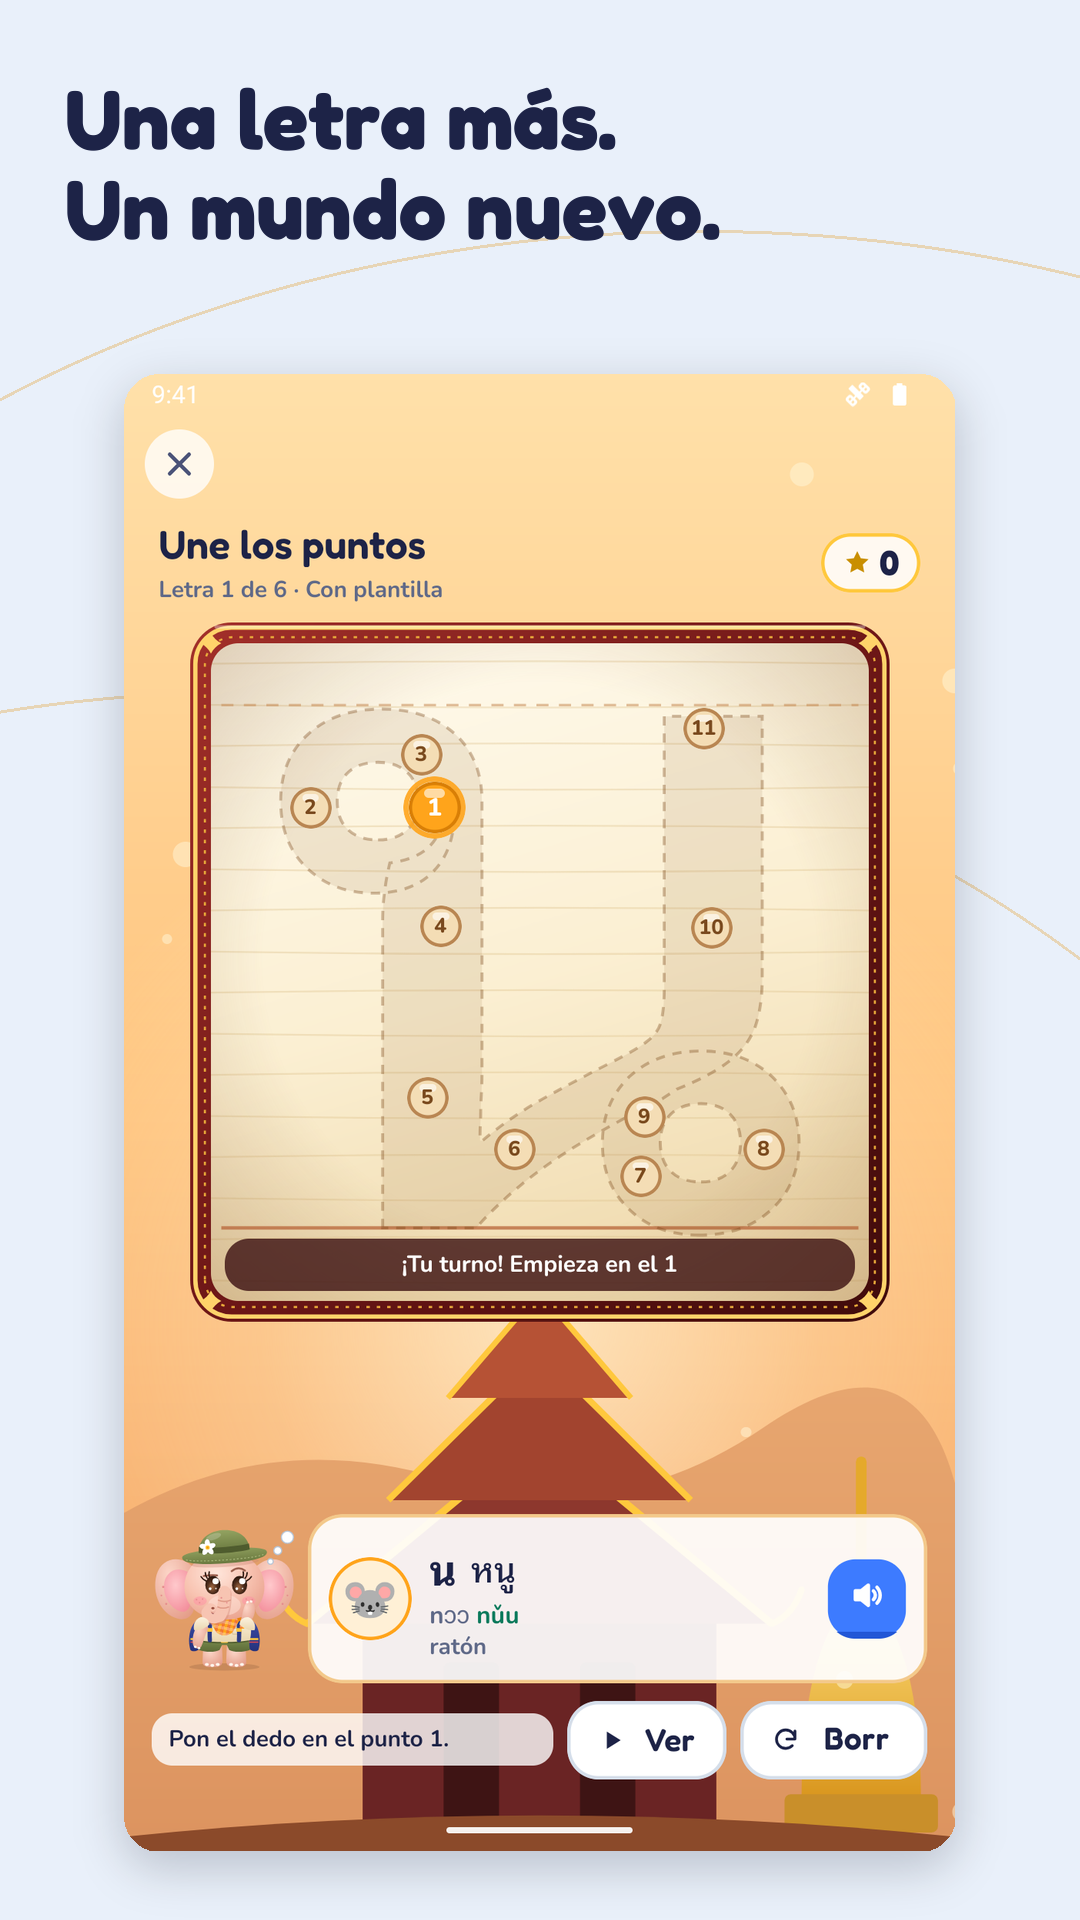 Una letra más.
Un mundo nuevo.
9:41
Une los puntos
Letra 1 de 6 · Con plantilla
0
11
3
2
1
4
10
5
9
6
8
7
¡Tu turno! Empieza en el 1
น หนู
nɔɔ nǔu
ratón
Pon el dedo en el punto 1.
Ver
Borr